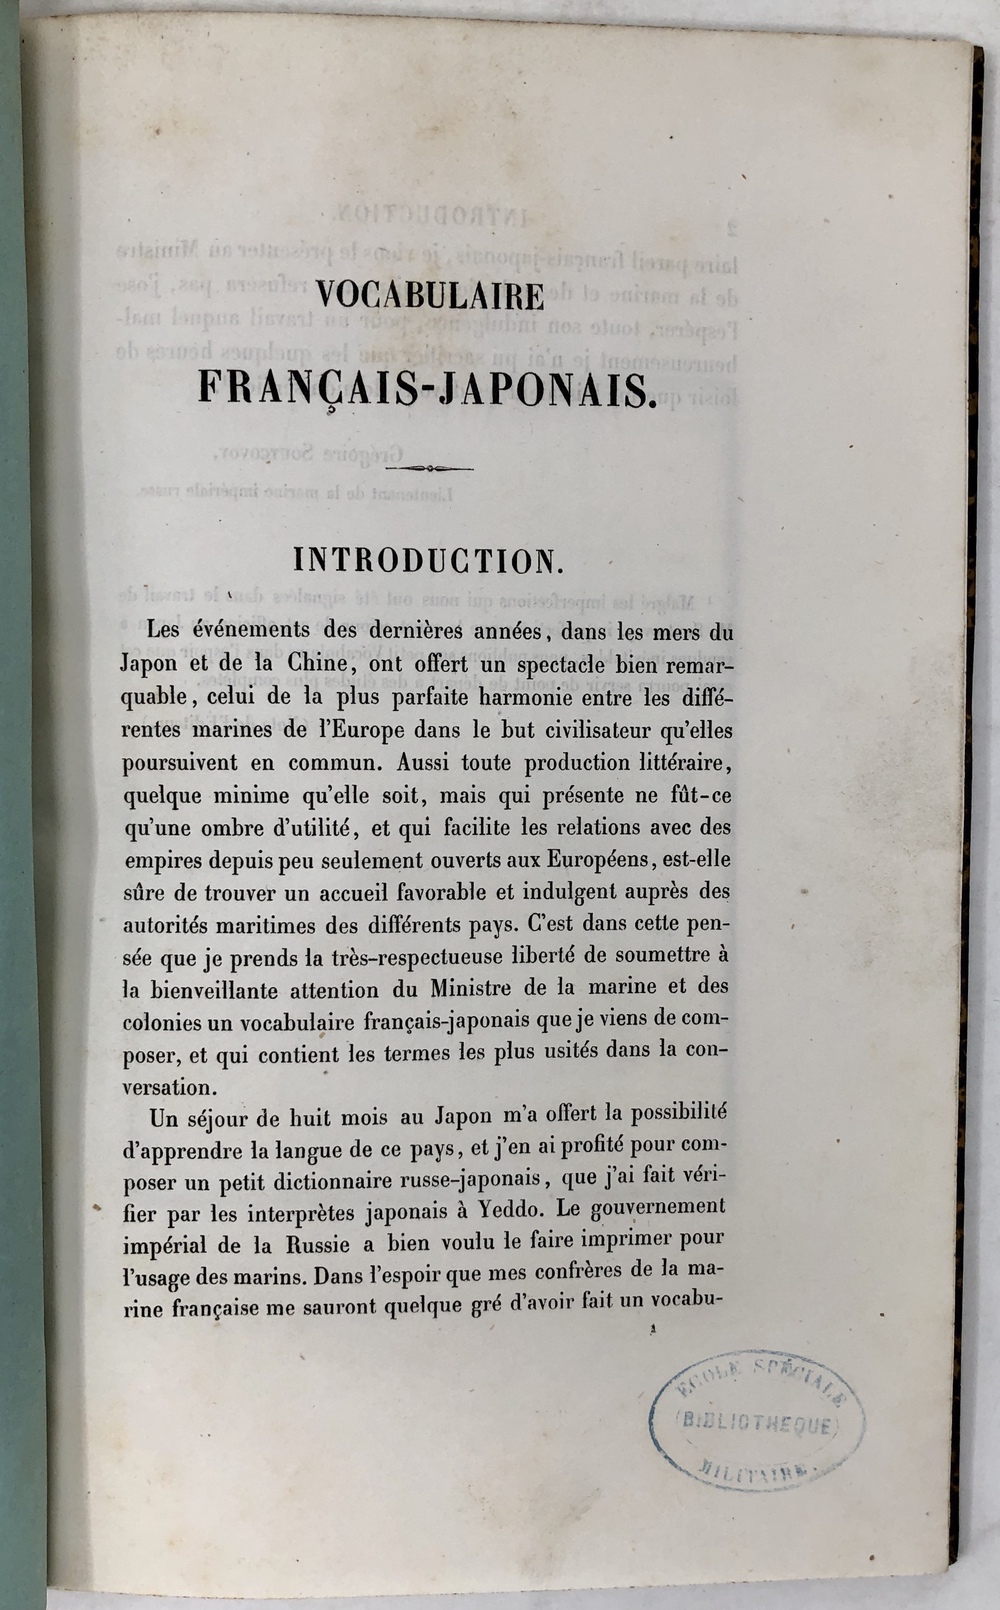 VOCABULAIRE
FRANÇAIS-JAPONAIS.
INTRODUCTION.
Les événements des dernières années, dans les mers du
Japon et de la Chine, ont offert un spectacle bien remar-
quable, celui de la plus parfaite harmonie entre les diffé-
rentes marines de l'Europe dans le but civilisateur qu'elles
poursuivent en commun. Aussi toute production littéraire,
quelque minime qu'elle soit, mais qui présente ne fût-ce
qu'une ombre d'utilité, et qui facilite les relations avec des
empires depuis peu seulement ouverts aux Européens, est-elle
sûre de trouver un accueil favorable et indulgent auprès des
autorités maritimes des différents pays. C'est dans cette pen-
sée que je prends la très-respectueuse liberté de soumettre à
la bienveillante attention du Ministre de la marine et des
colonies un vocabulaire français-japonais que je viens de com-
poser, et qui contient les termes les plus usités dans la con-
versation.
Un séjour de huit mois au Japon m'a offert la possibilité
d'apprendre la langue de ce pays, et j'en ai profité pour com-
poser un petit dictionnaire russe-japonais, que j'ai fait véri-
fier par les interprètes japonais à Yeddo. Le gouvernement
impérial de la Russie a bien voulu le faire imprimer pour
l'usage des marins. Dans l'espoir que mes confrères de la ma-
rine française me sauront quelque gré d'avoir fait un vocabu-
1
ECOLE SPÉCIALE
(BIBLIOTHEQUE)
MILITAIRE.